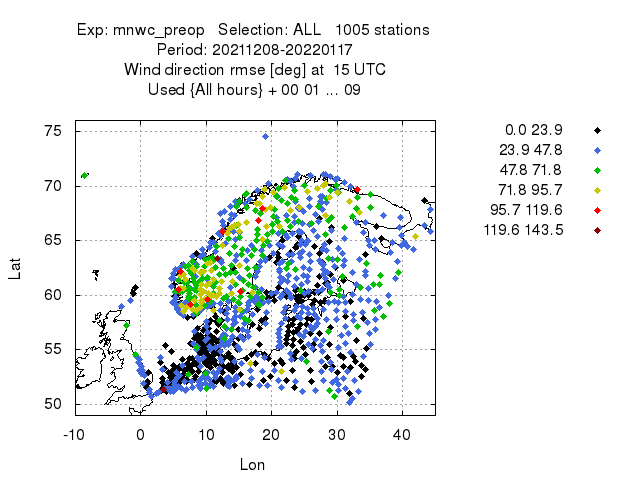 Exp: mnwc_preop   Selection: ALL   1005 stations
Period: 20211208-20220117
Wind direction rmse [deg] at  15 UTC
Used {All hours} + 00 01 ... 09
0.0 23.9
23.9 47.8
47.8 71.8
71.8 95.7
95.7 119.6
119.6 143.5
75
70
65
60
55
50
Lat
-10 0 10 20 30 40
Lon